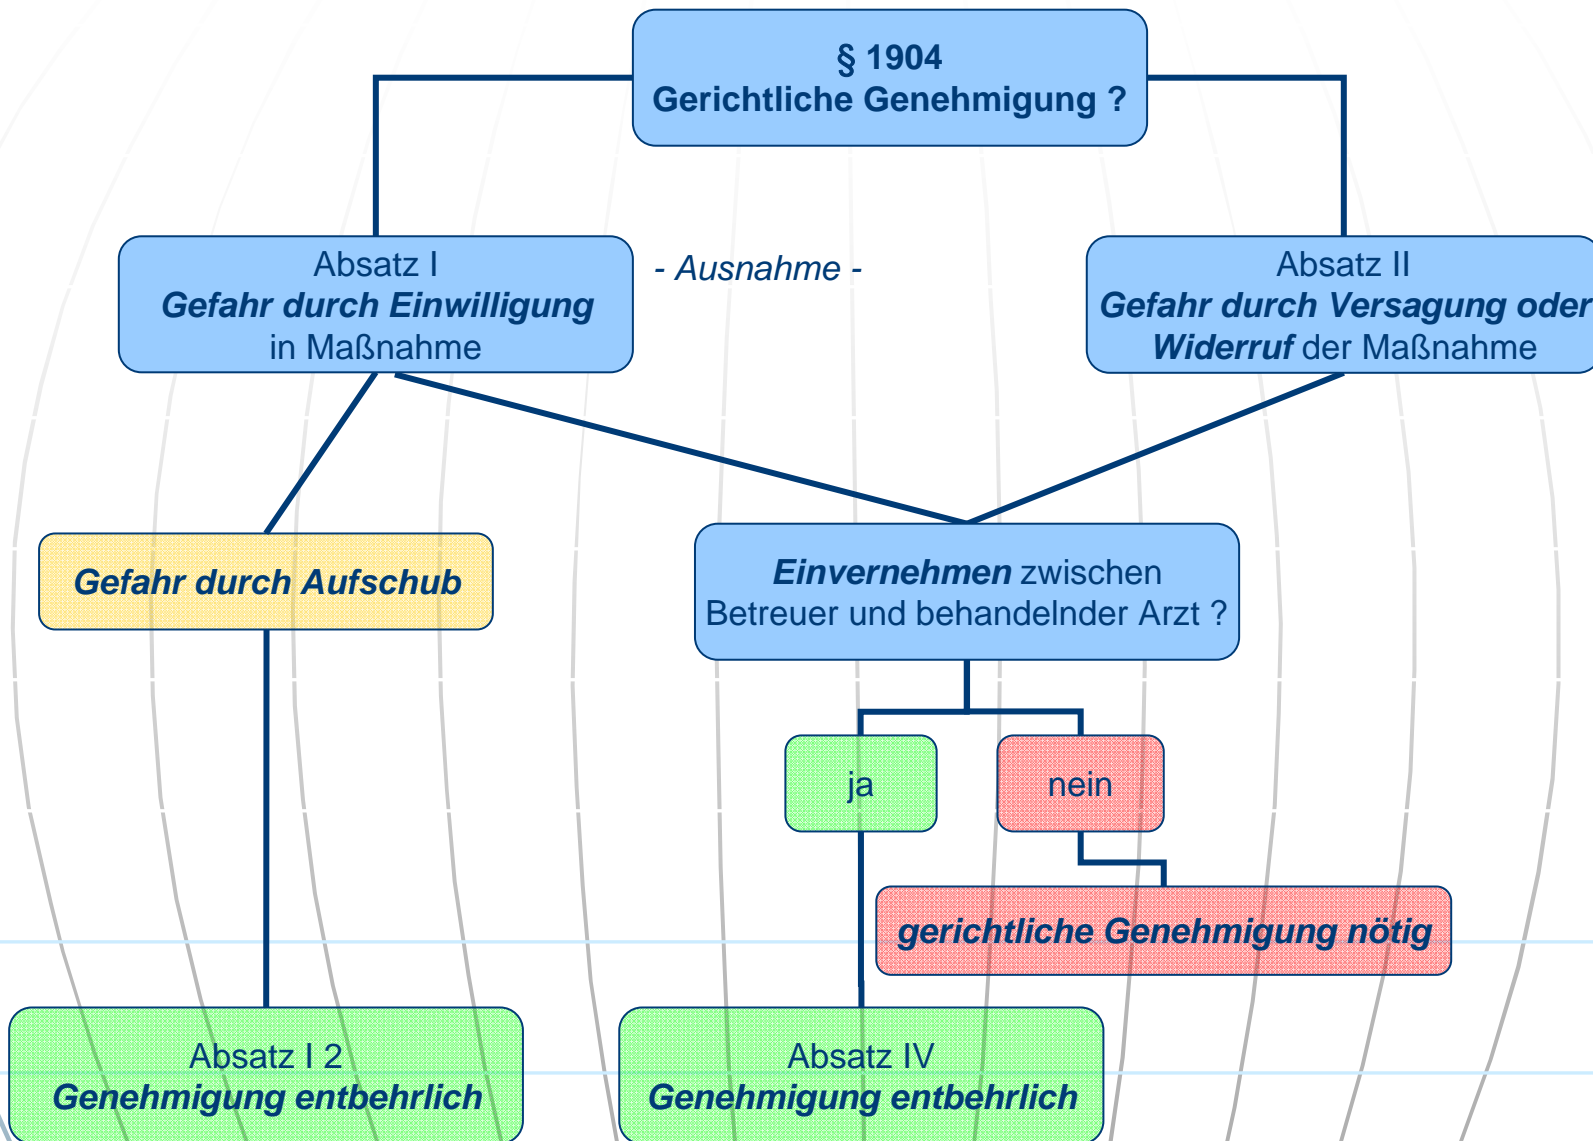 § 1904
Gerichtliche Genehmigung ?
Absatz I
Gefahr durch Einwilligung
in Maßnahme
- Ausnahme -
Absatz II
Gefahr durch Versagung oder
Widerruf der Maßnahme
Gefahr durch Aufschub
Einvernehmen zwischen
Betreuer und behandelnder Arzt ?
ja
nein
gerichtliche Genehmigung nötig
Absatz I 2
Genehmigung entbehrlich
Absatz IV
Genehmigung entbehrlich